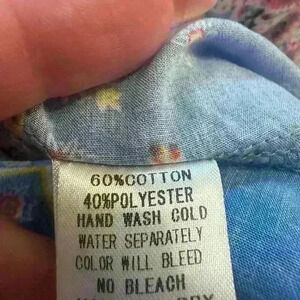 60%COTTON
40%POLYESTER
HAND WASH COLD
WATER SEPARATELY
COLOR WILL BLEED
NO BLEACH